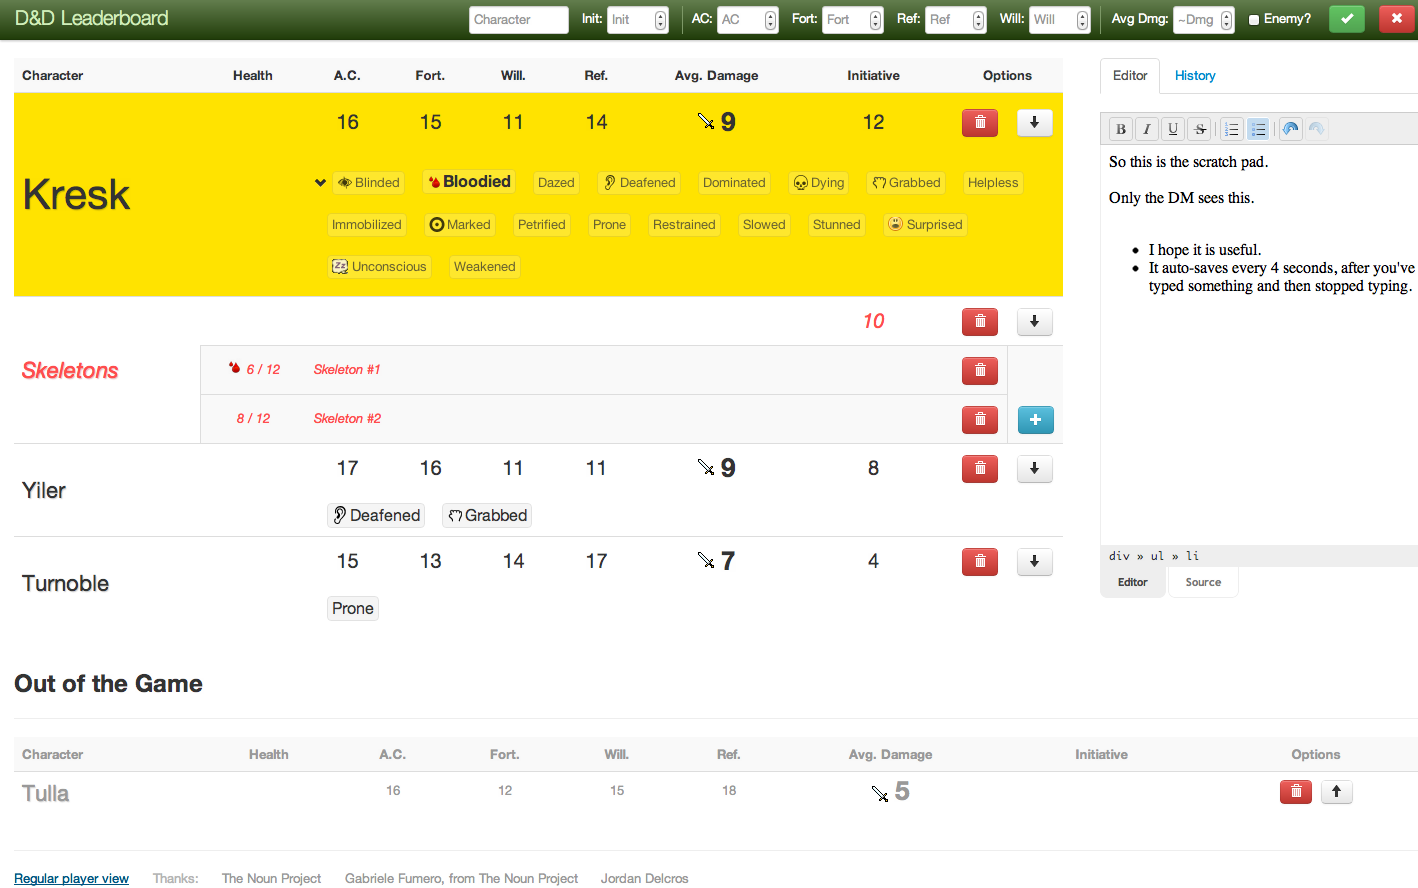 D&D Leaderboard Character Init: Init AC: AC Fort: Fort Ref: Ref Will: Will Avg Dmg: ~Dmg Enemy?
Character Health A.C. Fort. Will. Ref. Avg. Damage Initiative Options
16 15 11 14 9 12
Kresk
Blinded Bloodied Dazed Deafened Dominated Dying Grabbed Helpless
Immobilized Marked Petrified Prone Restrained Slowed Stunned Surprised
Zz Unconscious Weakened
10
Skeletons
6 / 12 Skeleton #1
8 / 12 Skeleton #2
17 16 11 11 9 8
Yiler
Deafened Grabbed
15 13 14 17 7 4
Turnoble
Prone
Editor History
B I U S
So this is the scratch pad.
Only the DM sees this.
I hope it is useful.
It auto-saves every 4 seconds, after you've
typed something and then stopped typing.
div » ul » li
Editor Source
Out of the Game
Character Health A.C. Fort. Will. Ref. Avg. Damage Initiative Options
Tulla 16 12 15 18 5
Regular player view Thanks: The Noun Project Gabriele Fumero, from The Noun Project Jordan Delcros